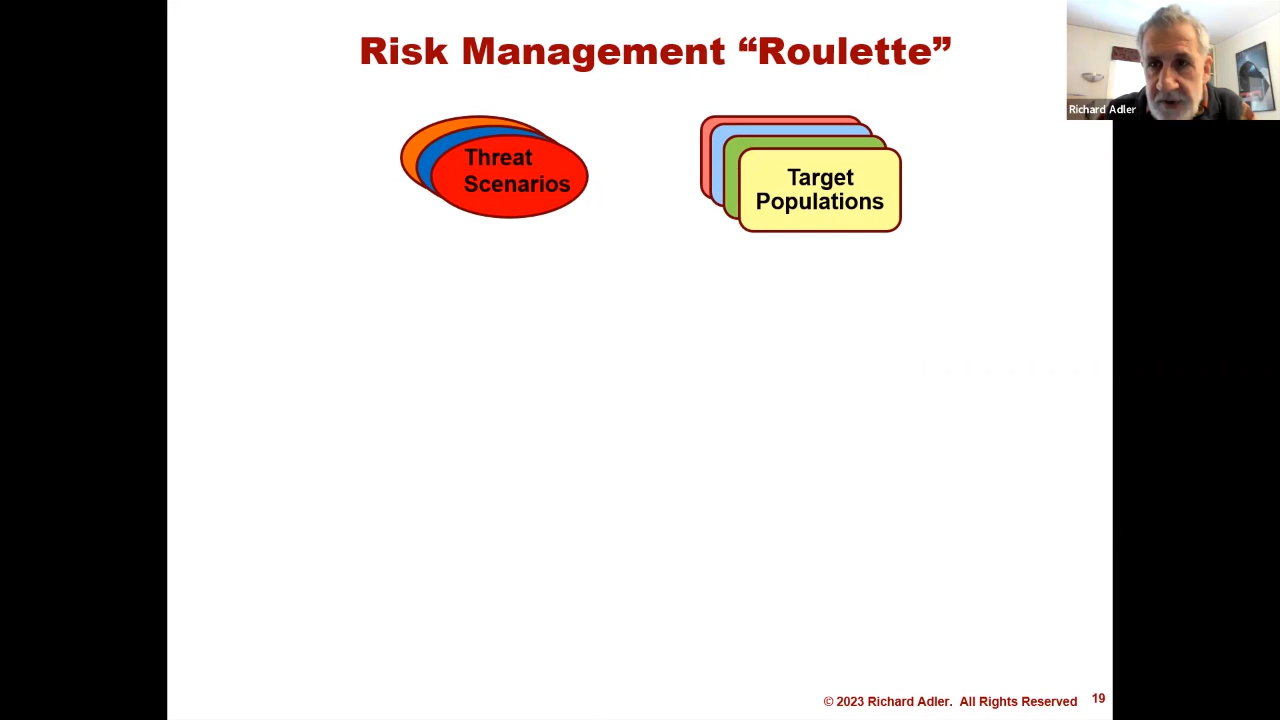 Risk Management “Roulette”
Richard Adler
Threat
Scenarios
Target
Populations
© 2023 Richard Adler.  All Rights Reserved
19